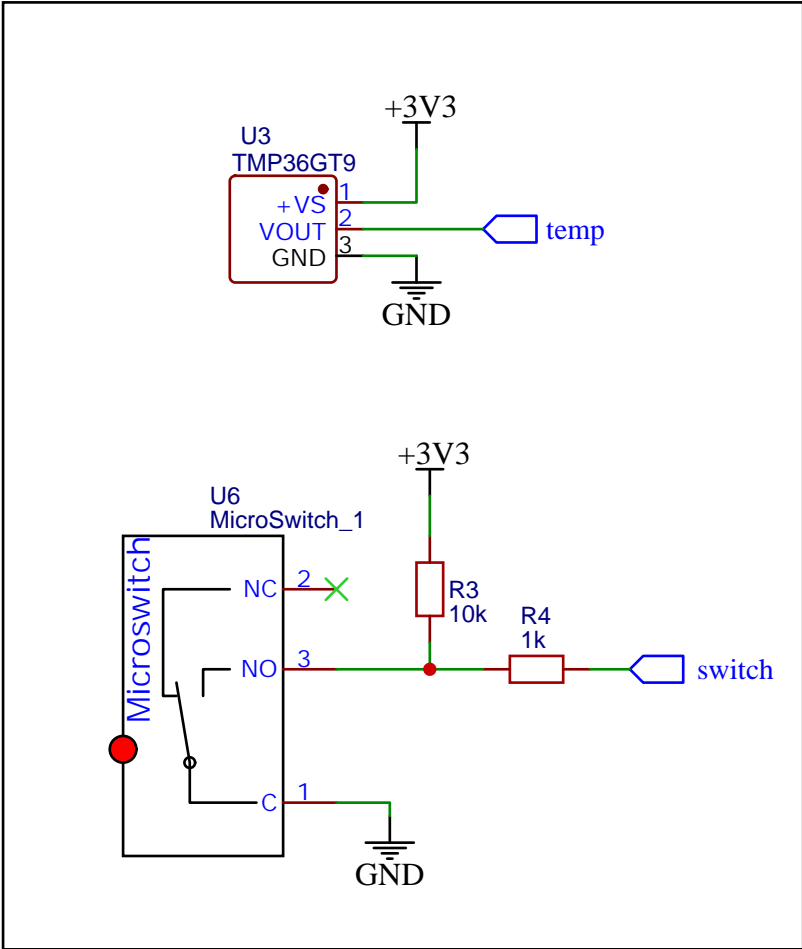 +3V3
U3
TMP36GT9
+VS 1
VOUT 2
GND 3
temp
GND
+3V3
U6
MicroSwitch_1
Microswitch
NC 2
R3
10k
R4
1k
NO 3
switch
C 1
GND